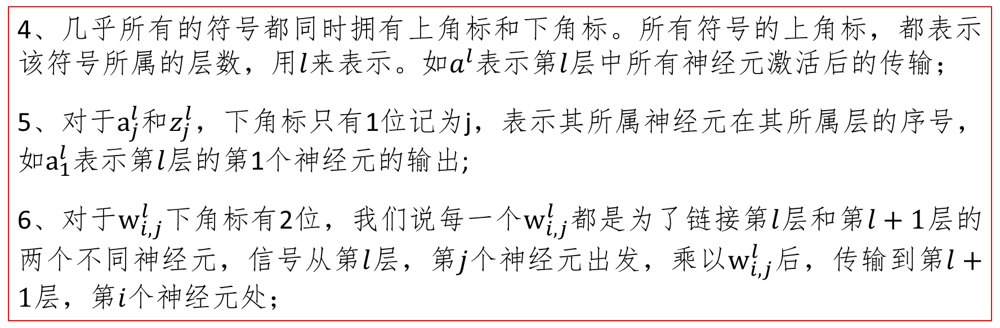 4、几乎所有的符号都同时拥有上角标和下角标。所有符号的上角标，都表示
该符号所属的层数，用$l$来表示。如$a^l$表示第$l$层中所有神经元激活后的传输；
5、对于$\mathrm{a}_j^l$和$z_j^l$，下角标只有1位记为j，表示其所属神经元在其所属层的序号，
如$\mathrm{a}_1^l$表示第$l$层的第1个神经元的输出;
6、对于$\mathrm{w}_{i,j}^l$下角标有2位，我们说每一个$\mathrm{w}_{i,j}^l$都是为了链接第$l$层和第$l+1$层的
两个不同神经元，信号从第$l$层，第$j$个神经元出发，乘以$\mathrm{w}_{i,j}^l$后，传输到第$l+$
$1$层，第$i$个神经元处；